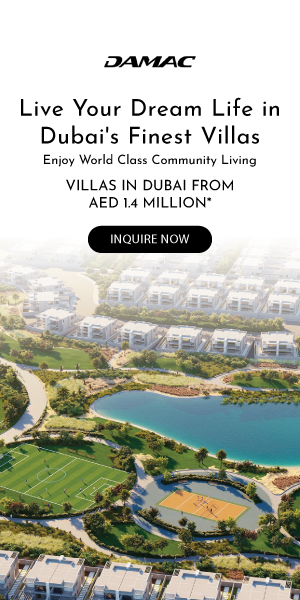 DAMAC
Live Your Dream Life in
Dubai's Finest Villas
Enjoy World Class Community Living
VILLAS IN DUBAI FROM
AED 1.4 MILLION*
INQUIRE NOW